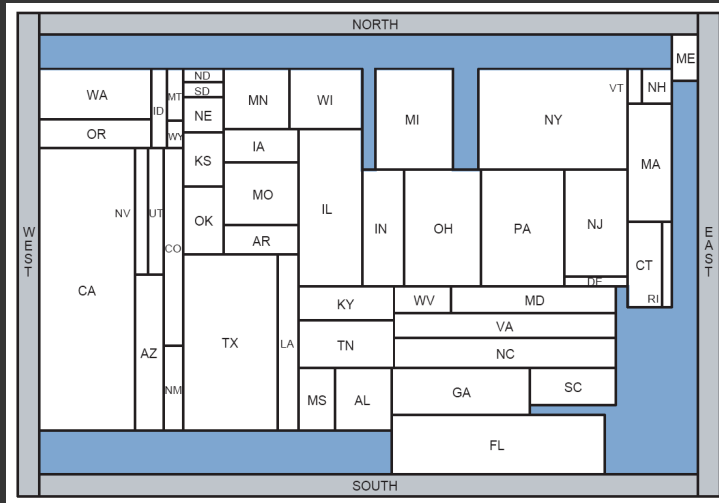 NORTH
ME
WA
ID
MT
ND
SD
MN
WI
MI
NY
VT
NH
NE
OR
WY
IA
KS
MO
IL
IN
OH
PA
NJ
MA
NV
UT
CO
OK
AR
CT
RI
DE
WEST
EAST
CA
AZ
NM
TX
LA
KY
WV
MD
VA
TN
NC
MS
AL
GA
SC
FL
SOUTH